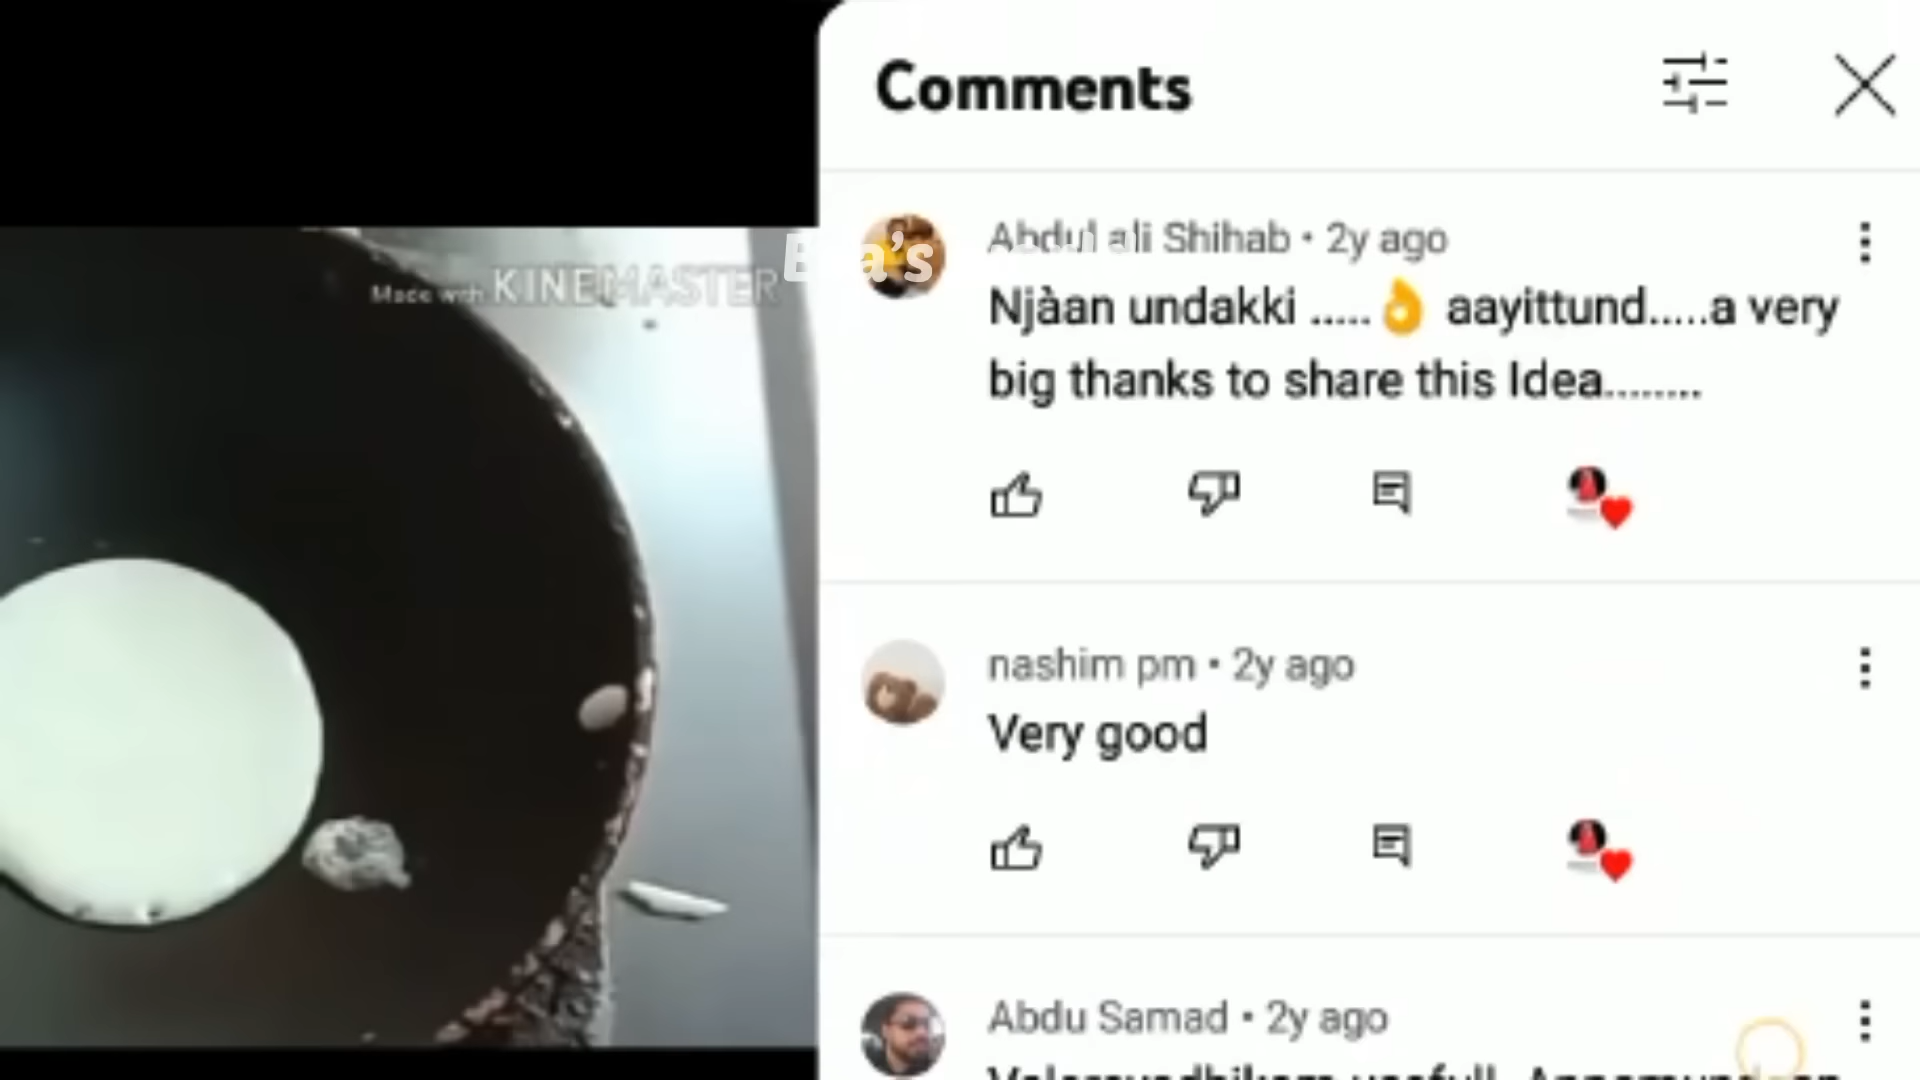 Comments
Made with KINEMASTER
Abdul ali Shihab • 2y ago
Njàan undakki .....👌 aayittund.....a very
big thanks to share this Idea........
nashim pm • 2y ago
Very good
Abdu Samad • 2y ago